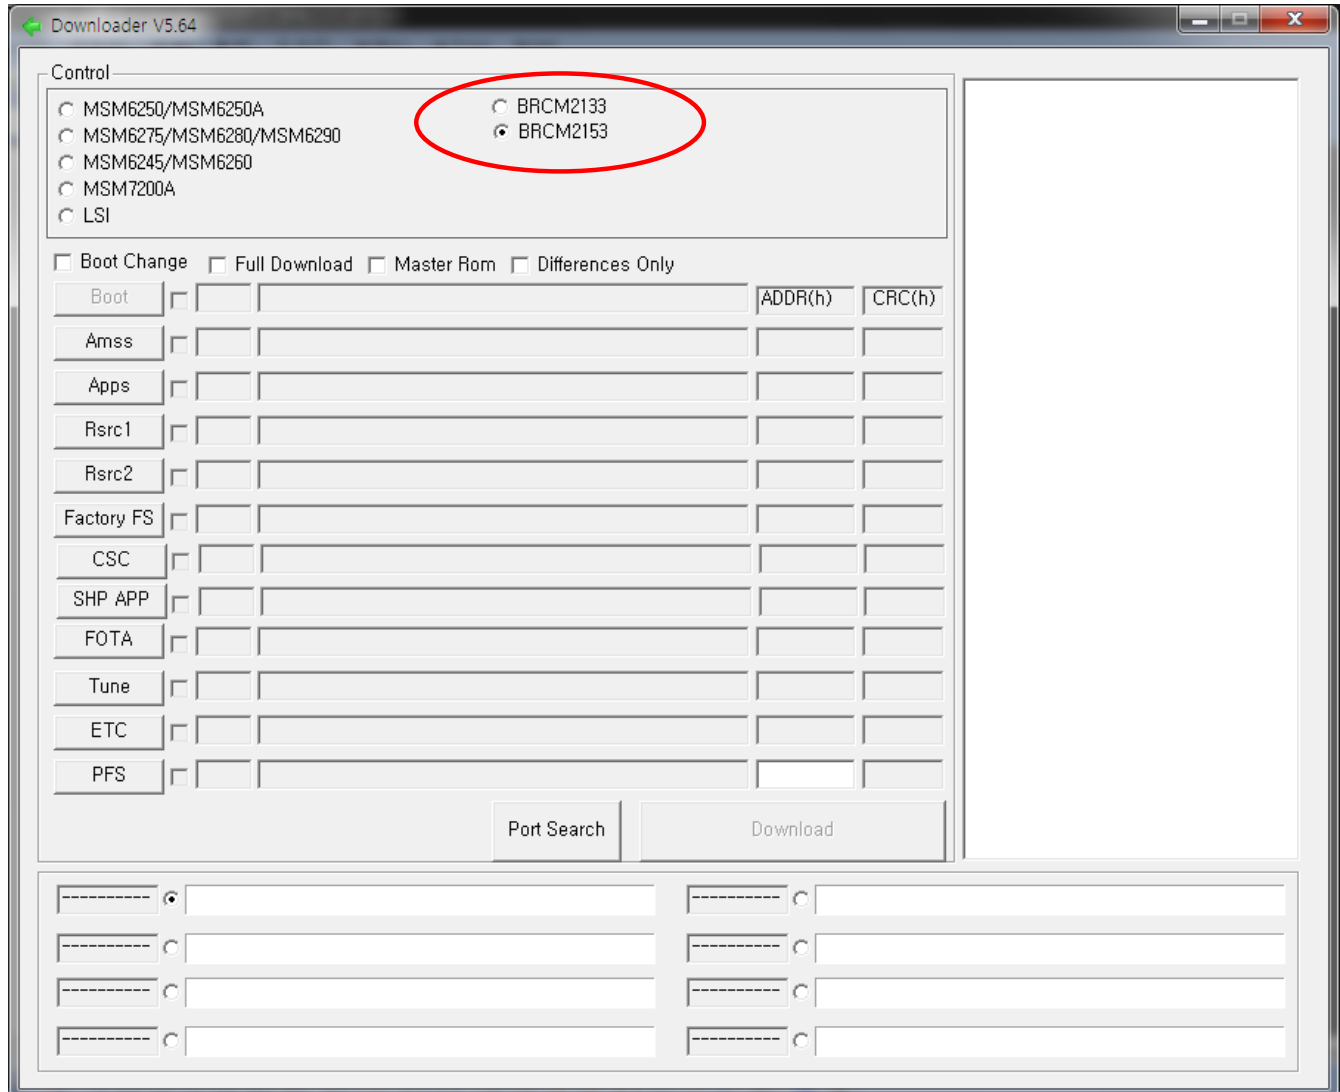 Downloader V5.64
Control
MSM6250/MSM6250A
BRCM2133
MSM6275/MSM6280/MSM6290
BRCM2153
MSM6245/MSM6260
MSM7200A
LSI
Boot Change Full Download Master Rom Differences Only
Boot ADDR(h) CRC(h)
Amss
Apps
Rsrc1
Rsrc2
Factory FS
CSC
SHP APP
FOTA
Tune
ETC
PFS
Port Search Download
---------- ----------
---------- ----------
---------- ----------
---------- ----------